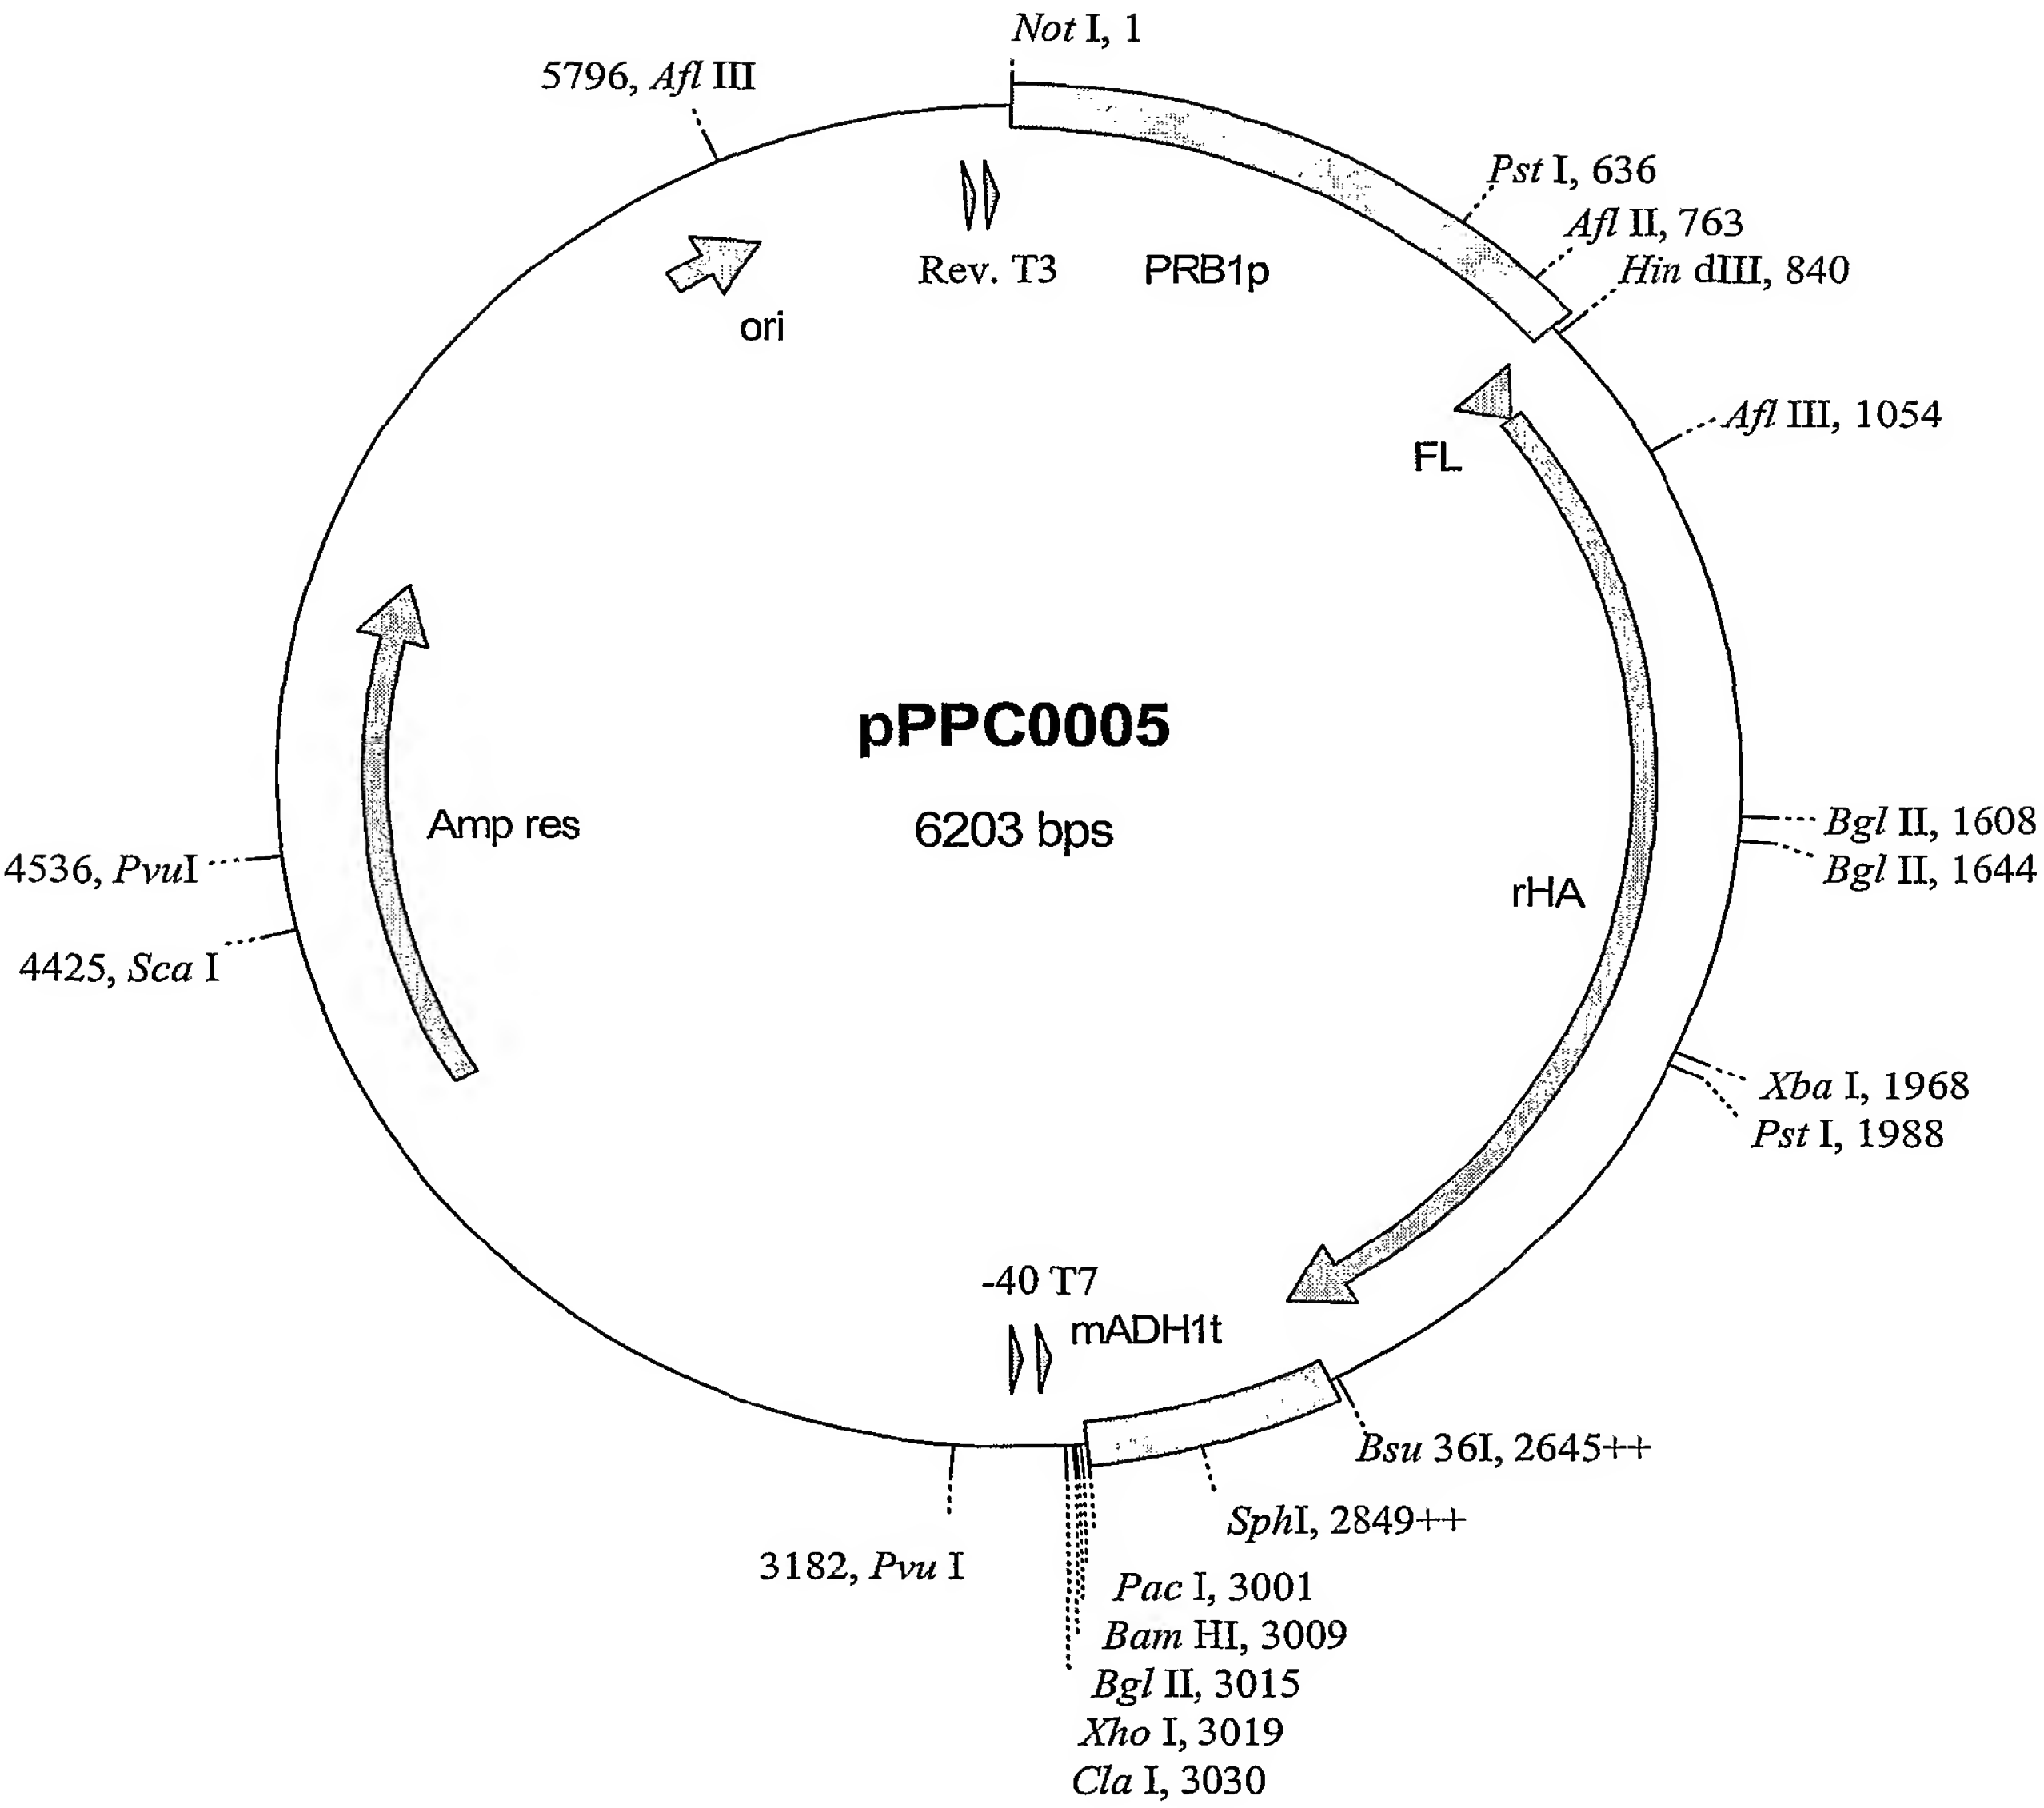 Not I, 1
5796, Afl III
Pst I, 636
Afl II, 763
Hin dIII, 840
Rev. T3
PRB1p
ori
Afl III, 1054
FL
pPPC0005
6203 bps
Amp res
Bgl II, 1608
Bgl II, 1644
4536, PvuI
rHA
4425, Sca I
Xba I, 1968
Pst I, 1988
-40 T7
mADH1t
Bsu 36I, 2645++
SphI, 2849++
3182, Pvu I
Pac I, 3001
Bam HI, 3009
Bgl II, 3015
Xho I, 3019
Cla I, 3030